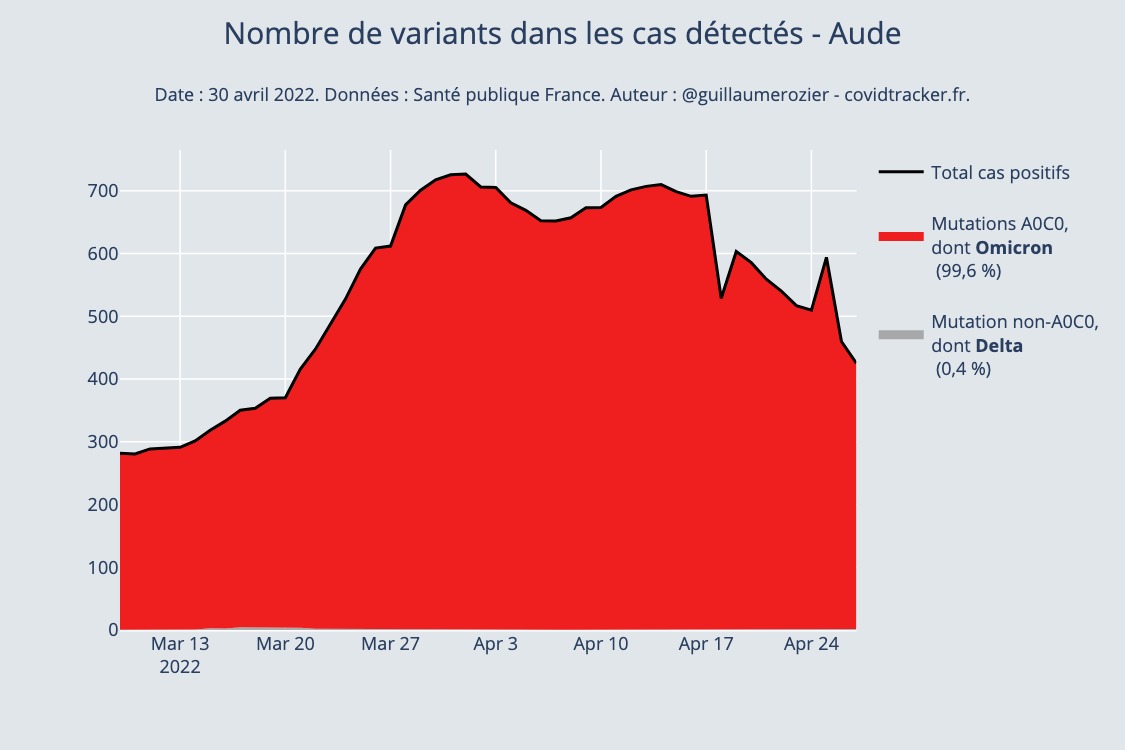 Nombre de variants dans les cas détectés - Aude
Date : 30 avril 2022. Données : Santé publique France. Auteur : @guillaumerozier - covidtracker.fr.
Total cas positifs
Mutations A0C0,
dont Omicron
(99,6 %)
Mutation non-A0C0,
dont Delta
(0,4 %)
700
600
500
400
300
200
100
0
Mar 13 Mar 20 Mar 27 Apr 3 Apr 10 Apr 17 Apr 24
2022